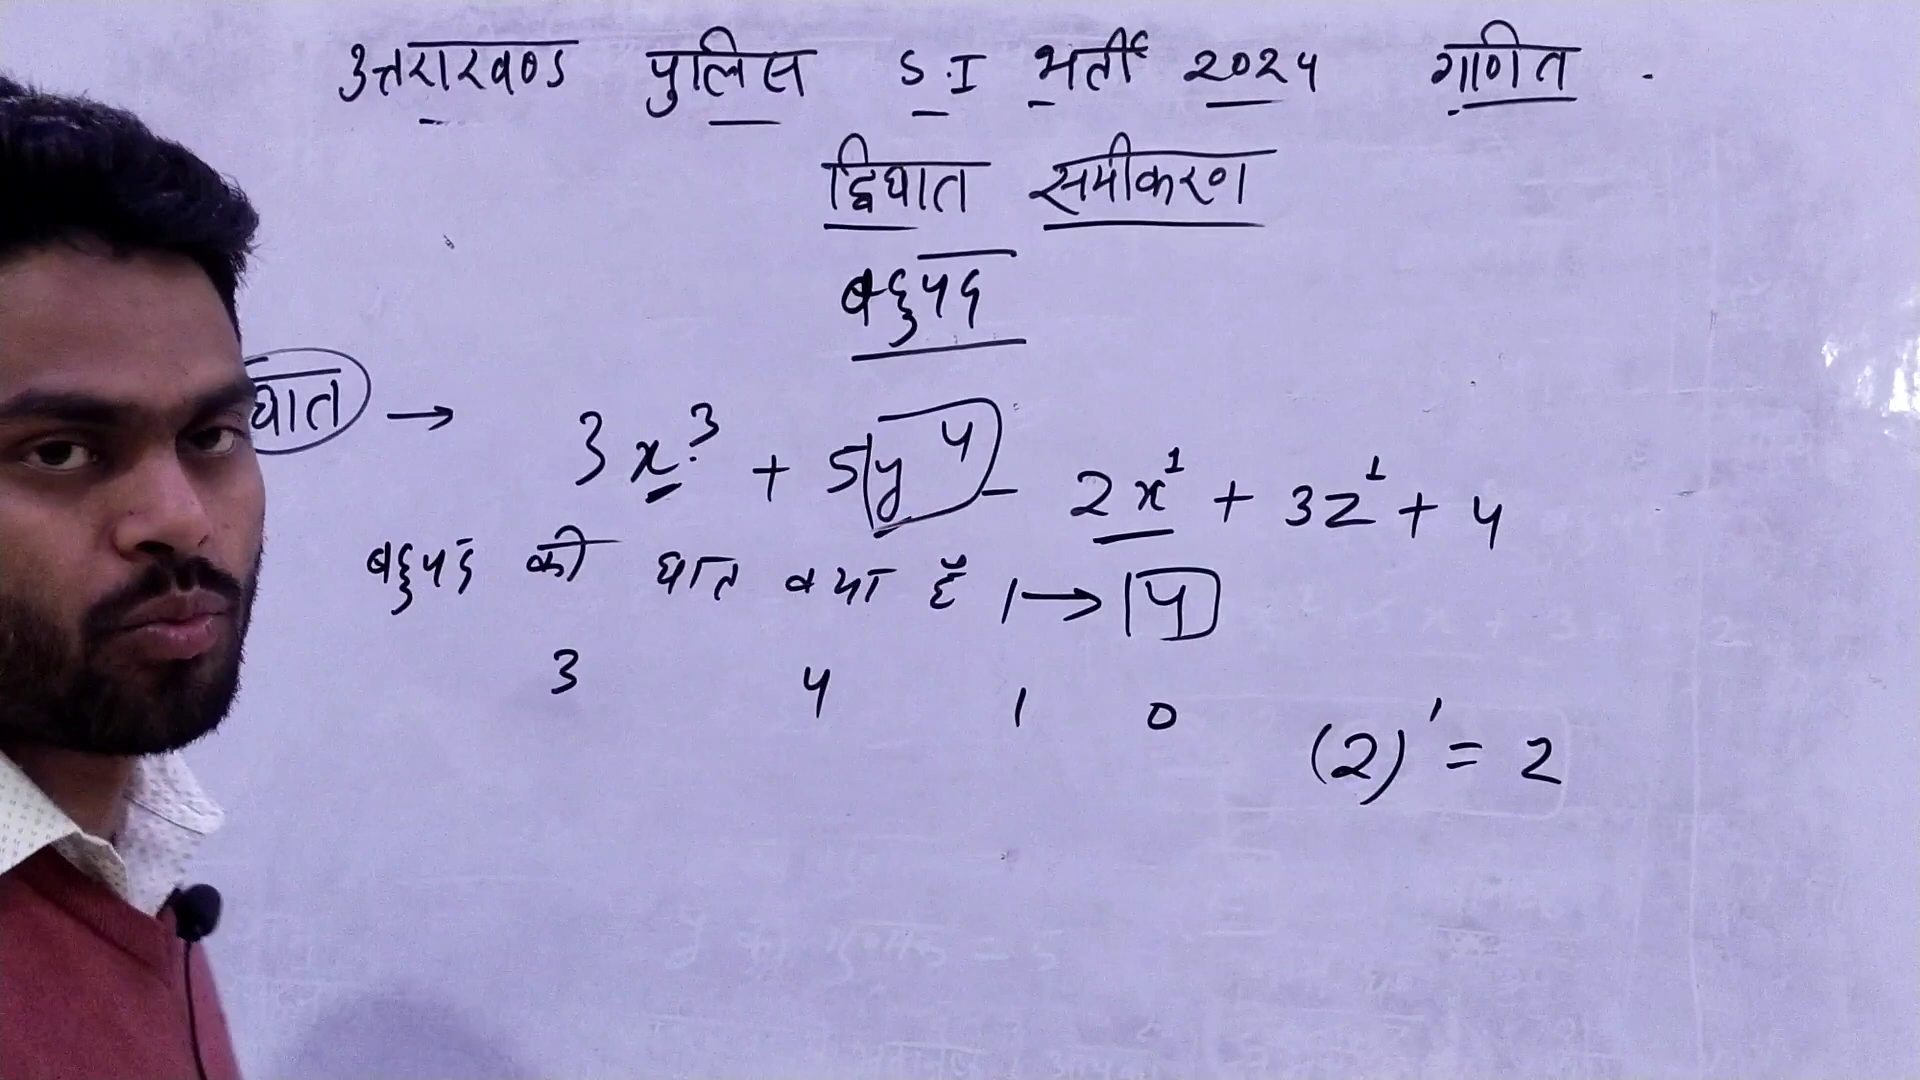 उत्तराखण्ड पुलिस S.I भर्ती 2024 गणित .
द्विघात समीकरण
बहुपद
घात → 3x³ + 5y⁴ - 2x¹ + 3z¹ + 4
बहुपद की घात क्या है → 4
3 4 1 0
(2)¹ = 2